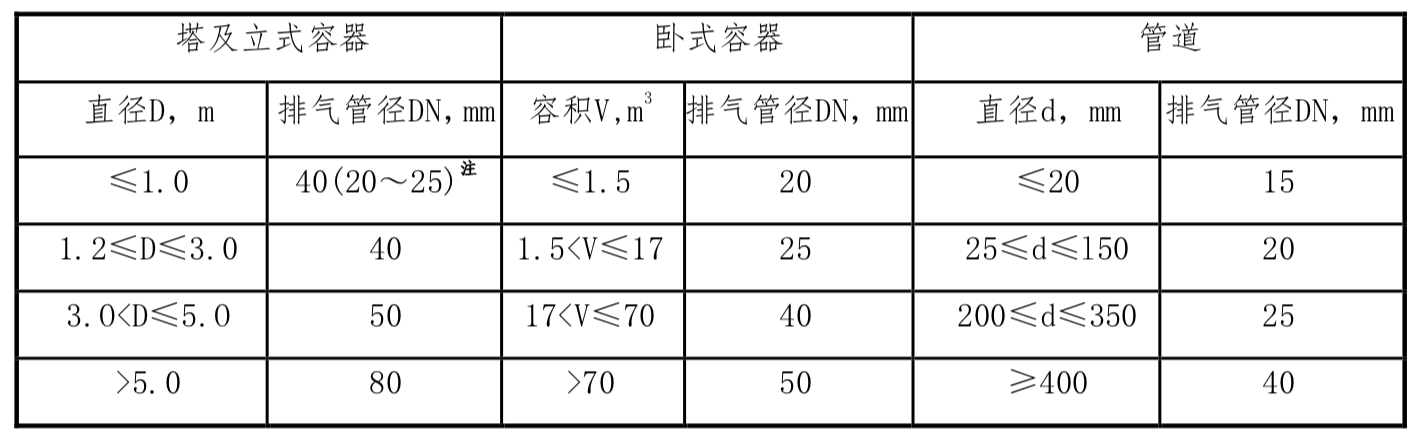 塔及立式容器 卧式容器 管道
直径D, m 排气管径DN, mm 容积V,m³ 排气管径DN, mm 直径d, mm 排气管径DN, mm
≤1.0 40(20~25)注 ≤1.5 20 ≤20 15
1.2≤D≤3.0 40 1.5<V≤17 25 25≤d≤150 20
3.0<D≤5.0 50 17<V≤70 40 200≤d≤350 25
>5.0 80 >70 50 ≥400 40